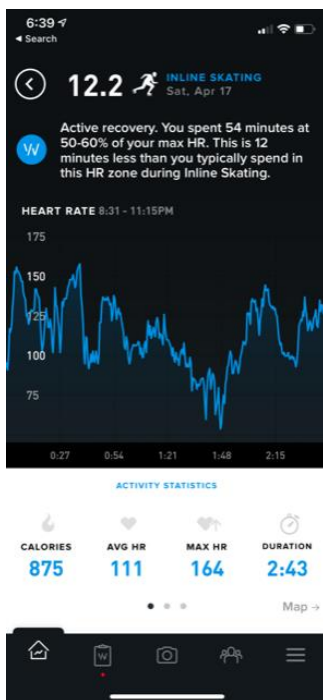 6:39
◄ Search
12.2
INLINE SKATING
Sat, Apr 17
W
Active recovery. You spent 54 minutes at
50-60% of your max HR. This is 12
minutes less than you typically spend in
this HR zone during Inline Skating.
HEART RATE 8:31 - 11:15PM
175
150
125
100
75
0:27 0:54 1:21 1:48 2:15
ACTIVITY STATISTICS
CALORIES AVG HR MAX HR DURATION
875 111 164 2:43
Map →
W